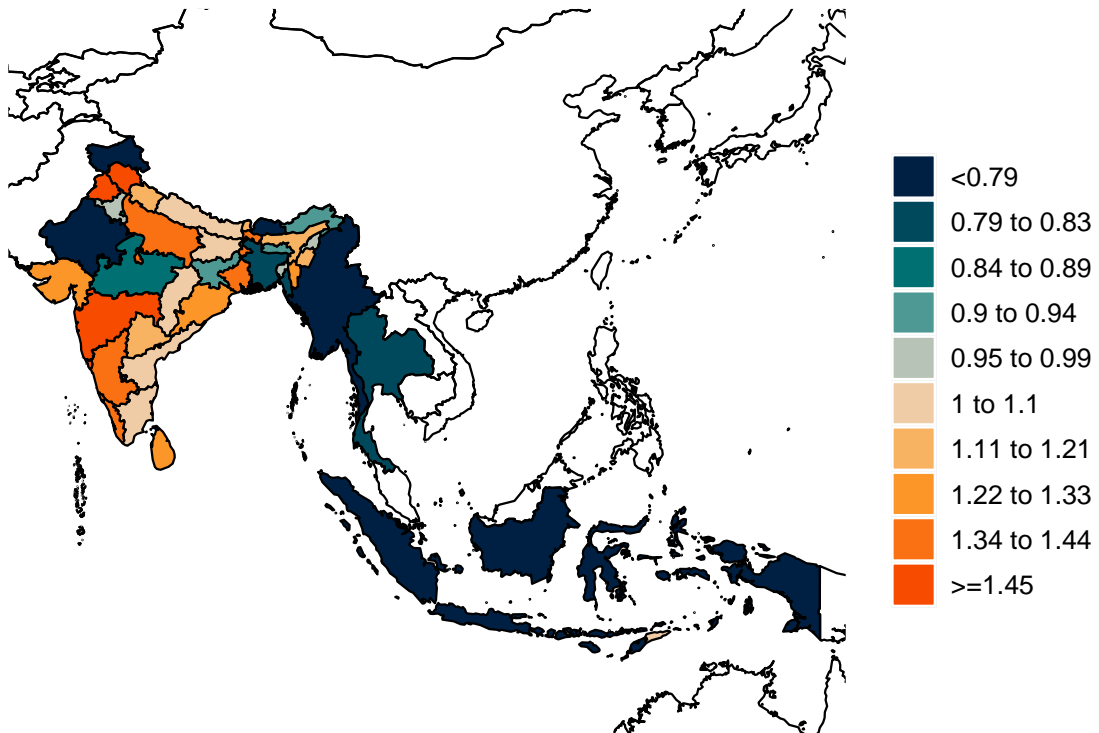 <0.79
0.79 to 0.83
0.84 to 0.89
0.9 to 0.94
0.95 to 0.99
1 to 1.1
1.11 to 1.21
1.22 to 1.33
1.34 to 1.44
>=1.45